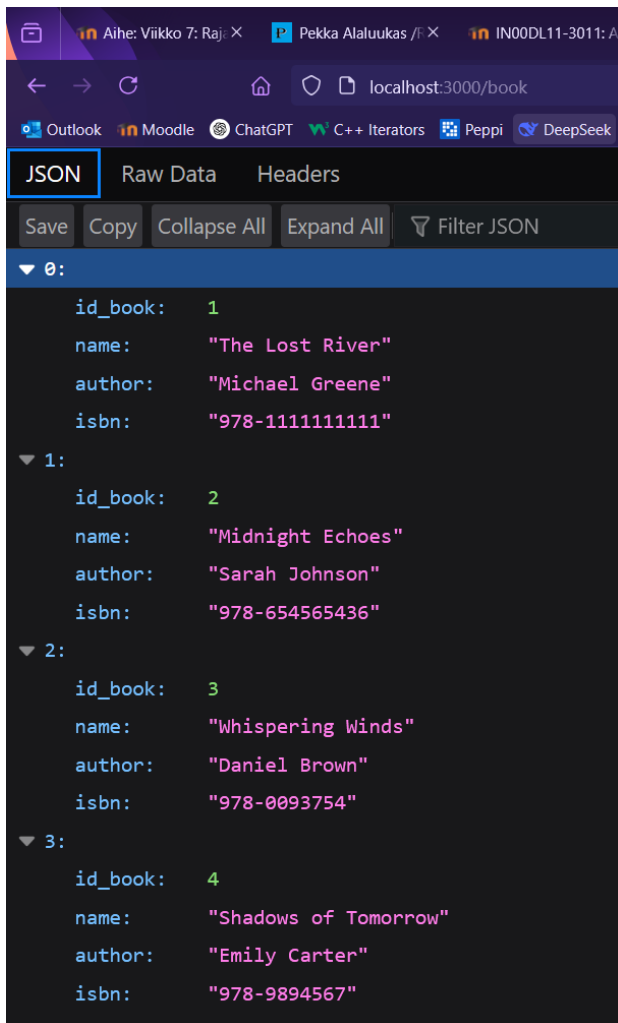 Aihe: Viikko 7: Raja Pekka Alaluukas /R IN00DL11-3011: A
localhost:3000/book
Outlook Moodle ChatGPT C++ Iterators Peppi DeepSeek
JSON Raw Data Headers
Save Copy Collapse All Expand All Filter JSON
0:
id_book: 1
name: "The Lost River"
author: "Michael Greene"
isbn: "978-1111111111"
1:
id_book: 2
name: "Midnight Echoes"
author: "Sarah Johnson"
isbn: "978-654565436"
2:
id_book: 3
name: "Whispering Winds"
author: "Daniel Brown"
isbn: "978-0093754"
3:
id_book: 4
name: "Shadows of Tomorrow"
author: "Emily Carter"
isbn: "978-9894567"